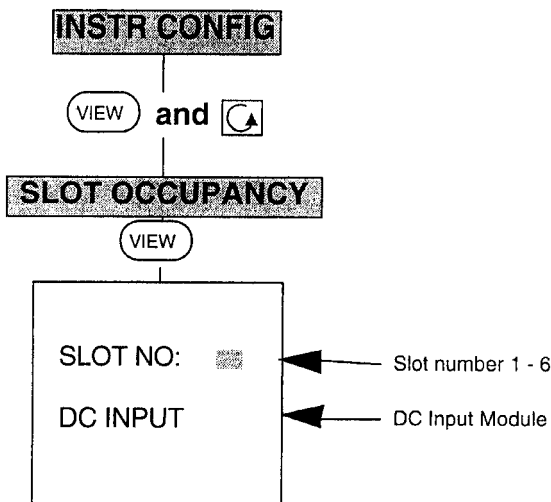 INSTR CONFIG
VIEW and
SLOT OCCUPANCY
VIEW
SLOT NO: Slot number 1 - 6
DC INPUT DC Input Module